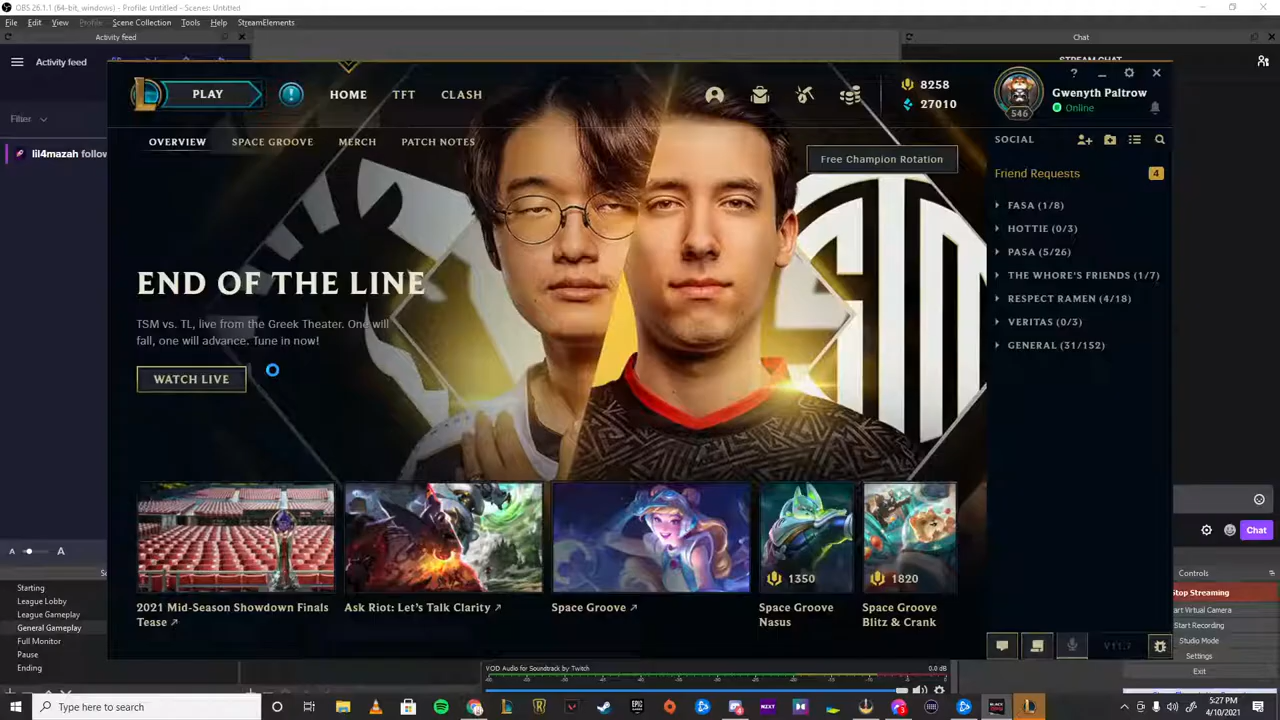 OBS 26.1.1 (64-bit, windows) - Profile: Untitled - Scenes: Untitled
File Edit View Profile Scene Collection Tools Help StreamElements
Activity feed
Chat
Activity feed
STREAM CHAT
Filter
lil4mazah follow
PLAY
HOME
TFT
CLASH
8258
27010
546
Gwenyth Paltrow
Online
OVERVIEW
SPACE GROOVE
MERCH
PATCH NOTES
Free Champion Rotation
SOCIAL
Friend Requests
4
FASA (1/8)
HOTTIE (0/3)
PASA (5/26)
THE WHORE'S FRIENDS (1/7)
RESPECT RAMEN (4/18)
VERITAS (0/3)
GENERAL (31/152)
END OF THE LINE
TSM vs. TL, live from the Greek Theater. One will
fall, one will advance. Tune in now!
WATCH LIVE
2021 Mid-Season Showdown Finals
Tease
Ask Riot: Let's Talk Clarity
Space Groove
1350
Space Groove
Nasus
1820
Space Groove
Blitz & Crank
V11.7
Chat
A
A
Starting
League Lobby
League Gameplay
General Gameplay
Full Monitor
Pause
Ending
Controls
Stop Streaming
Start Virtual Camera
Start Recording
Studio Mode
Settings
Exit
VOD Audio for Soundtrack by Twitch
0.0 dB
Type here to search
5:27 PM
4/10/2021